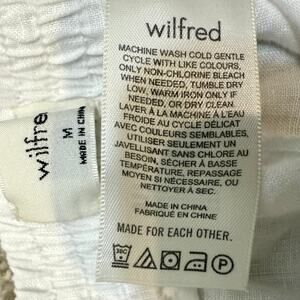 wilfred
MACHINE WASH COLD GENTLE
CYCLE WITH LIKE COLOURS,
ONLY NON-CHLORINE BLEACH
WHEN NEEDED, TUMBLE DRY
LOW, WARM IRON ONLY IF
NEEDED, OR DRY CLEAN.
LAVER À LA MACHINE À L'EAU
FROIDE AU CYCLE DÉLICAT
AVEC COULEURS SEMBLABLES,
UTILISER SEULEMENT UN
JAVELLISANT SANS CHLORE AU
BESOIN, SÉCHER À BASSE
TEMPÉRATURE, REPASSAGE
MOYEN SI NÉCESSAIRE, OU
NETTOYER À SEC.
MADE IN CHINA
FABRIQUÉ EN CHINE
MADE FOR EACH OTHER.
30C
wilfre
M
MADE IN CHINA